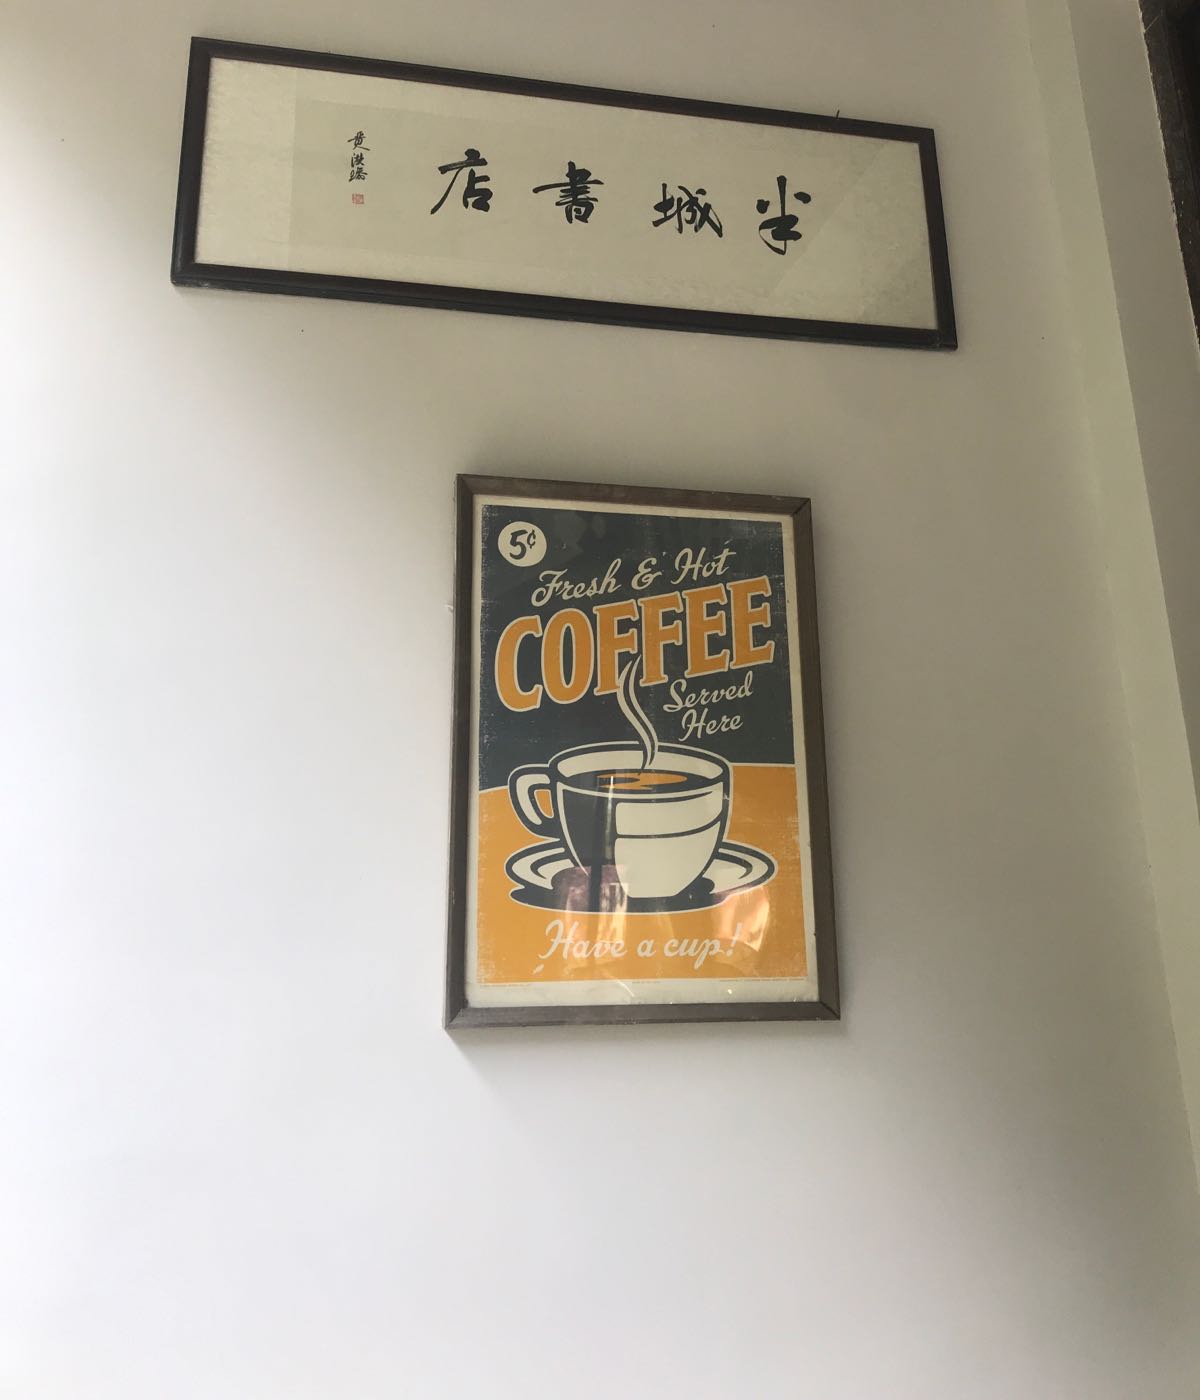 半城書店
5¢
Fresh & Hot
COFFEE
Served
Here
Have a cup!